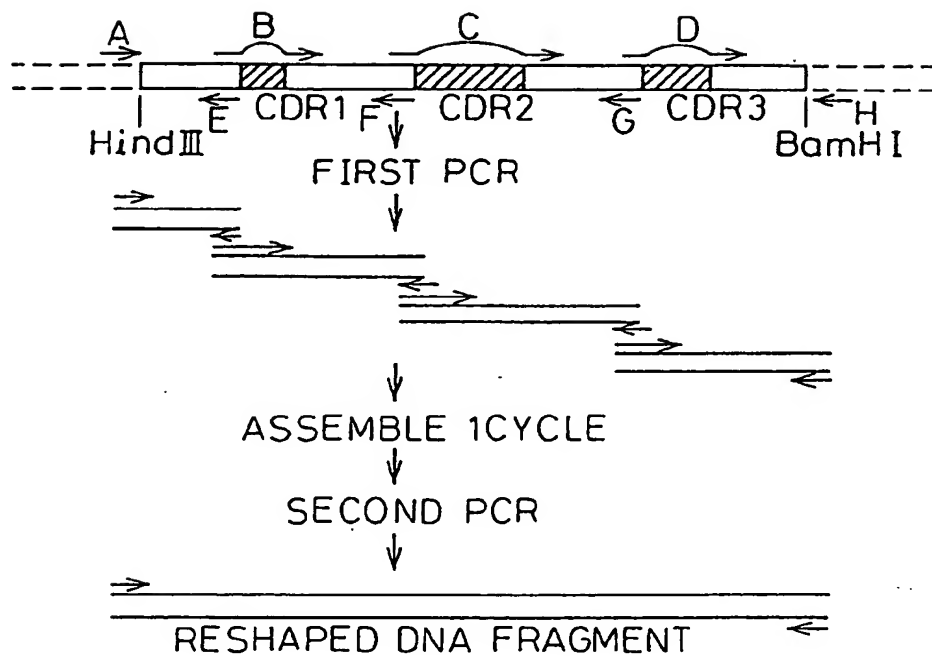 A B C D
E CDR1 F CDR2 G CDR3 H
HindⅢ BamHI
FIRST PCR
ASSEMBLE 1CYCLE
SECOND PCR
RESHAPED DNA FRAGMENT